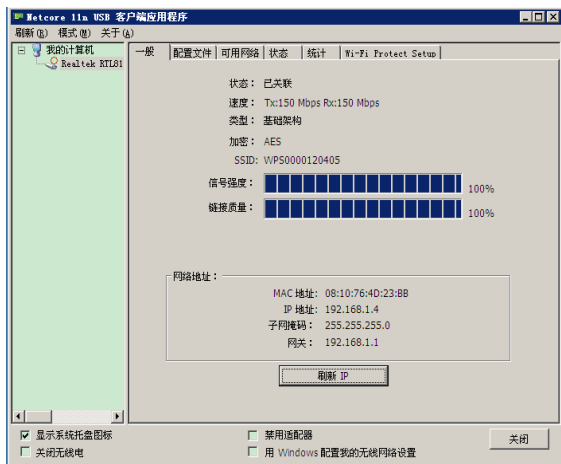 Netcore 11n USB 客户端应用程序
刷新(R) 模式(M) 关于(A)
我的计算机
Realtek RTL81
一般 配置文件 可用网络 状态 统计 Wi-Fi Protect Setup
状态： 已关联
速度： Tx:150 Mbps Rx:150 Mbps
类型： 基础架构
加密： AES
SSID: WPS0000120405
信号强度： 100%
链接质量： 100%
网络地址：
MAC 地址: 08:10:76:4D:23:BB
IP 地址: 192.168.1.4
子网掩码： 255.255.255.0
网关： 192.168.1.1
刷新 IP
显示系统托盘图标 禁用适配器 关闭
关闭无线电 用 Windows 配置我的无线网络设置